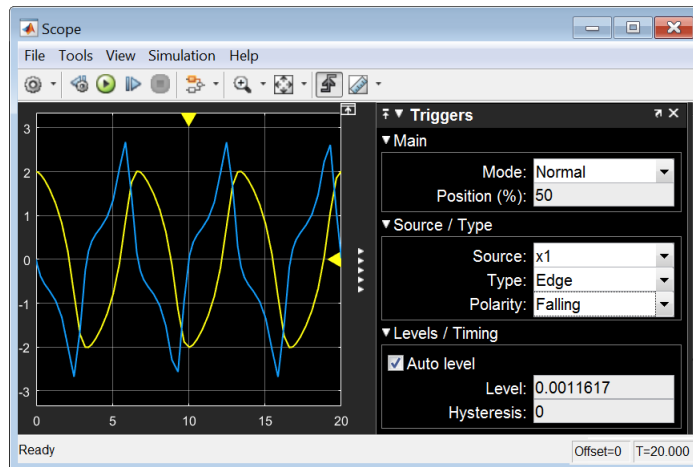 Scope
File Tools View Simulation Help
Triggers
Main
Mode: Normal
Position (%): 50
Source / Type
Source: x1
Type: Edge
Polarity: Falling
Levels / Timing
Auto level
Level: 0.0011617
Hysteresis: 0
3
2
1
0
-1
-2
-3
0 5 10 15 20
Ready
Offset=0 T=20.000